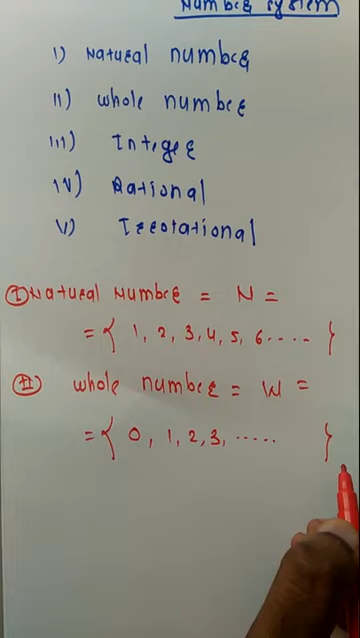 Number System
I) Natural number
II) whole number
III) Integer
IV) Rational
V) Irrotational
I Natural Number = N =
= { 1, 2, 3, 4, 5, 6 ..... }
II whole number = W =
= { 0, 1, 2, 3, ..... }